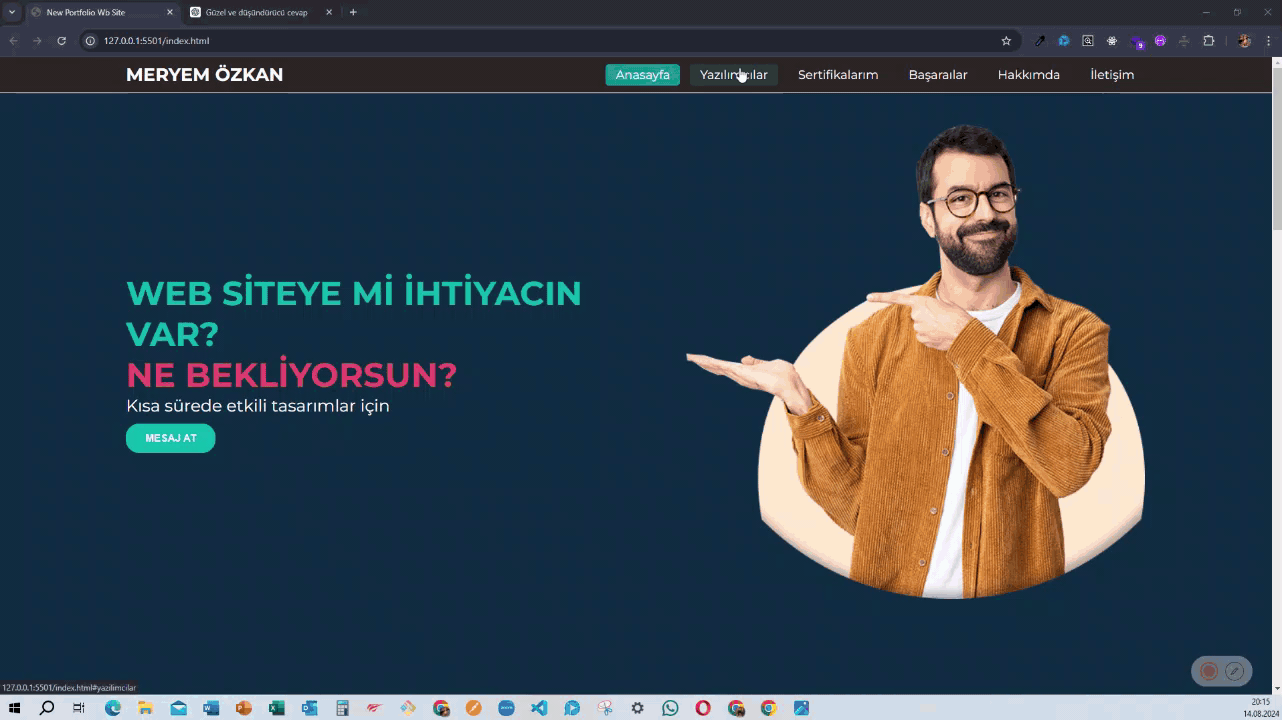 New Portfolio Wb Site
Güzel ve düşündürücü cevap
127.0.0.1:5501/index.html
9
MERYEM ÖZKAN
Anasayfa
Yazılımcılar
Sertifikalarım
Başaraılar
Hakkımda
İletişim
WEB SİTEYE Mİ İHTİYACIN
VAR?
NE BEKLİYORSUN?
Kısa sürede etkili tasarımlar için
MESAJ AT
127.0.0.1:5501/index.html#yazilimcilar
20:15
14.08.2024